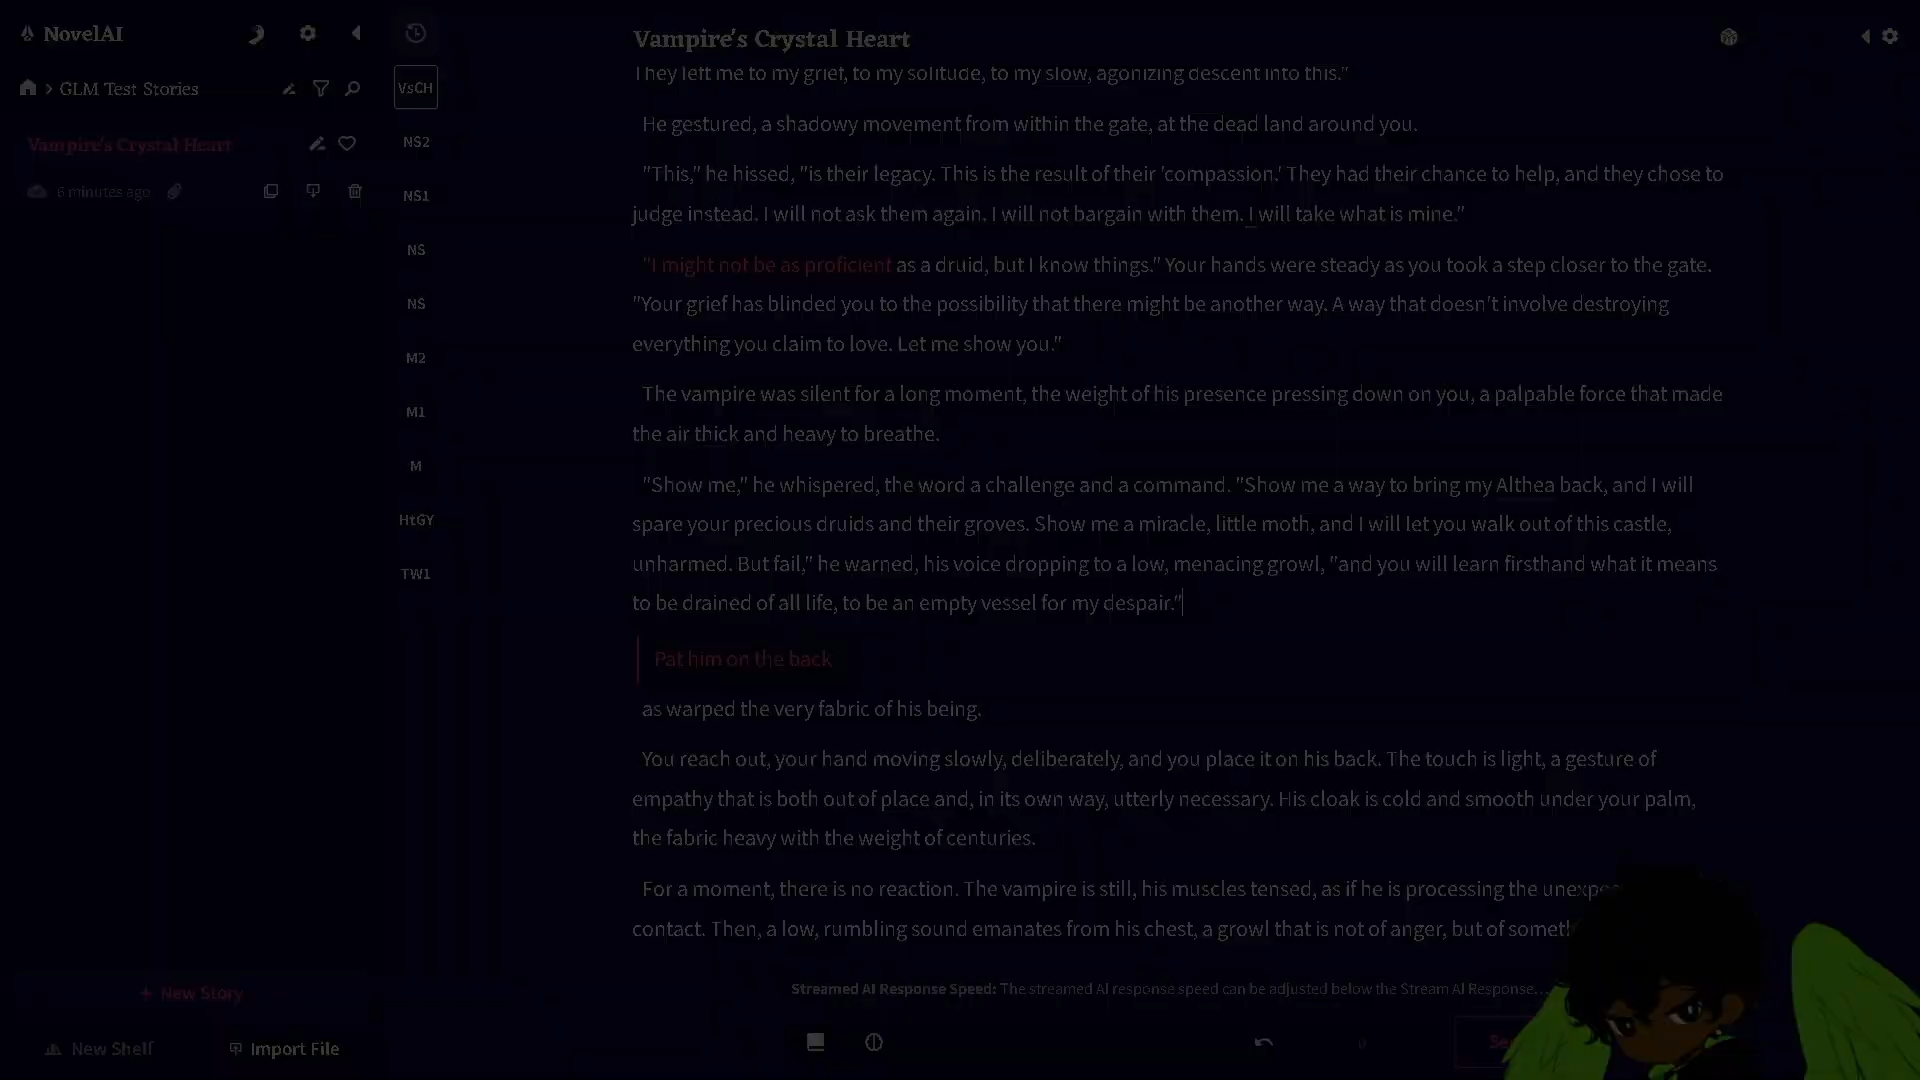 NovelAI
GLM Test Stories
Vampire's Crystal Heart
6 minutes ago
+ New Story
New Shelf
Import File
VsCH
NS2
NS1
NS
NS
M2
M1
M
HtGY
TW1
Vampire's Crystal Heart
They left me to my grief, to my solitude, to my slow, agonizing descent into this."
He gestured, a shadowy movement from within the gate, at the dead land around you.
"This," he hissed, "is their legacy. This is the result of their 'compassion.' They had their chance to help, and they chose to
judge instead. I will not ask them again. I will not bargain with them. I will take what is mine."
"I might not be as proficient as a druid, but I know things." Your hands were steady as you took a step closer to the gate.
"Your grief has blinded you to the possibility that there might be another way. A way that doesn't involve destroying
everything you claim to love. Let me show you."
The vampire was silent for a long moment, the weight of his presence pressing down on you, a palpable force that made
the air thick and heavy to breathe.
"Show me," he whispered, the word a challenge and a command. "Show me a way to bring my Althea back, and I will
spare your precious druids and their groves. Show me a miracle, little moth, and I will let you walk out of this castle,
unharmed. But fail," he warned, his voice dropping to a low, menacing growl, "and you will learn firsthand what it means
to be drained of all life, to be an empty vessel for my despair."
Pat him on the back
as warped the very fabric of his being.
You reach out, your hand moving slowly, deliberately, and you place it on his back. The touch is light, a gesture of
empathy that is both out of place and, in its own way, utterly necessary. His cloak is cold and smooth under your palm,
the fabric heavy with the weight of centuries.
For a moment, there is no reaction. The vampire is still, his muscles tensed, as if he is processing the
contact. Then, a low, rumbling sound emanates from his chest, a growl that is not of anger, but of
Streamed AI Response Speed: The streamed AI response speed can be adjusted below the Stream AI Response...
0